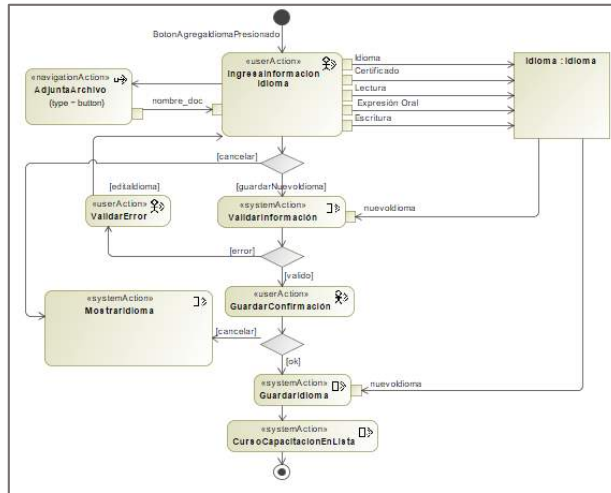 BotonAgregaIdiomaPresionado
«userAction»
IngresaInformacion
Idioma
«navigationAction»
AdjuntaArchivo
(type = button)
nombre_doc
Idioma
Certificado
Lectura
Expresión Oral
Escritura
Idioma : Idioma
[cancelar]
[guardarNuevoIdioma]
[editaIdioma]
«userAction»
ValidarError
«systemAction»
ValidarInformación
nuevoIdioma
[error]
[valido]
«systemAction»
MostrarIdioma
«userAction»
GuardarConfirmación
[cancelar]
[ok]
«systemAction»
GuardarIdioma
nuevoIdioma
«systemAction»
CursoCapacitacionEnLista